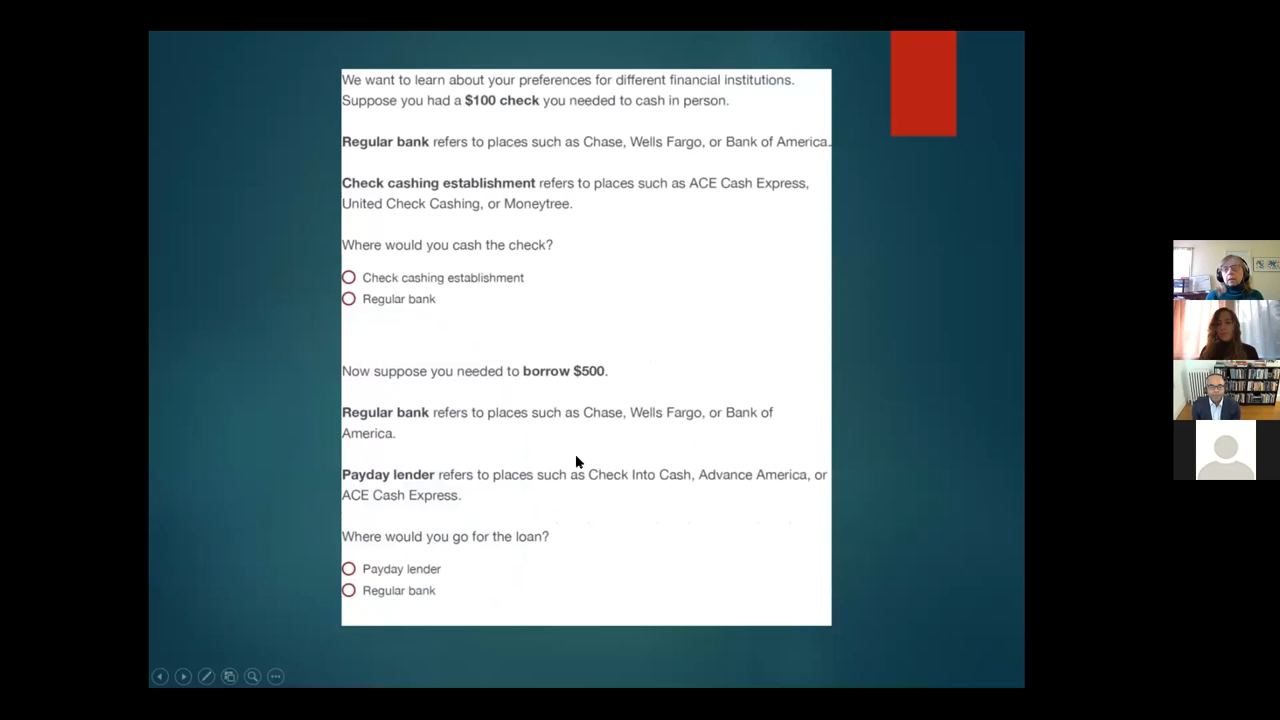 We want to learn about your preferences for different financial institutions.
Suppose you had a $100 check you needed to cash in person.
Regular bank refers to places such as Chase, Wells Fargo, or Bank of America.
Check cashing establishment refers to places such as ACE Cash Express,
United Check Cashing, or Moneytree.
Where would you cash the check?
Check cashing establishment
Regular bank
Now suppose you needed to borrow $500.
Regular bank refers to places such as Chase, Wells Fargo, or Bank of
America.
Payday lender refers to places such as Check Into Cash, Advance America, or
ACE Cash Express.
Where would you go for the loan?
Payday lender
Regular bank